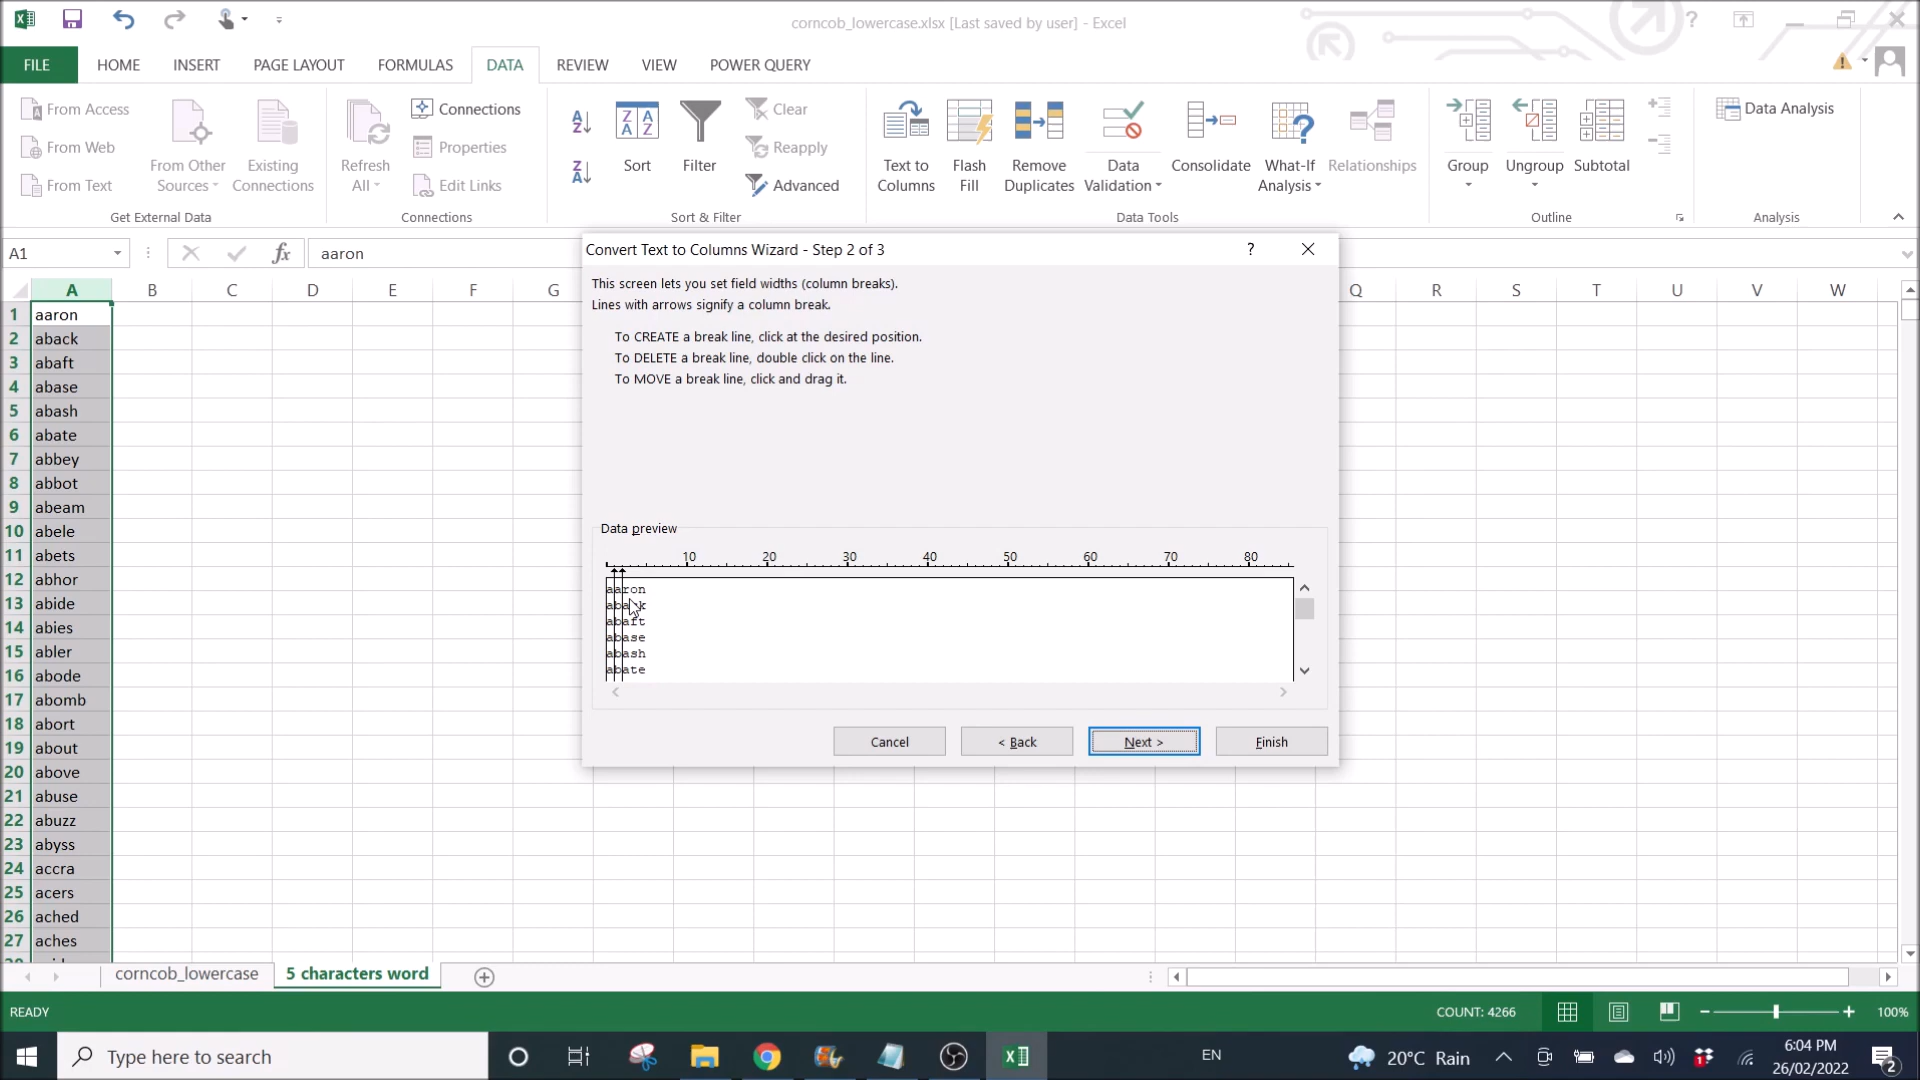 corncob_lowercase.xlsx [Last saved by user] - Excel
?
FILE
HOME
INSERT
PAGE LAYOUT
FORMULAS
DATA
REVIEW
VIEW
POWER QUERY
From Access
From Web
From Text
From Other
Sources
Existing
Connections
Get External Data
Refresh
All
Connections
Properties
Edit Links
Connections
Sort
Filter
Clear
Reapply
Advanced
Sort & Filter
Text to
Columns
Flash
Fill
Remove
Duplicates
Data
Validation
Consolidate
What-If
Analysis
Relationships
Data Tools
Group
Ungroup
Subtotal
Outline
Data Analysis
Analysis
A1
fx
aaron
A B C D E F G Q R S T U V W
1 aaron
2 aback
3 abaft
4 abase
5 abash
6 abate
7 abbey
8 abbot
9 abeam
10 abele
11 abets
12 abhor
13 abide
14 abies
15 abler
16 abode
17 abomb
18 abort
19 about
20 above
21 abuse
22 abuzz
23 abyss
24 accra
25 acers
26 ached
27 aches
Convert Text to Columns Wizard - Step 2 of 3
?
This screen lets you set field widths (column breaks).
Lines with arrows signify a column break.
To CREATE a break line, click at the desired position.
To DELETE a break line, double click on the line.
To MOVE a break line, click and drag it.
Data preview
10 20 30 40 50 60 70 80
aaron
aback
abaft
abase
abash
abate
Cancel
< Back
Next >
Finish
corncob_lowercase
5 characters word
READY
COUNT: 4266
100%
Type here to search
EN
20°C Rain
6:04 PM
26/02/2022
2